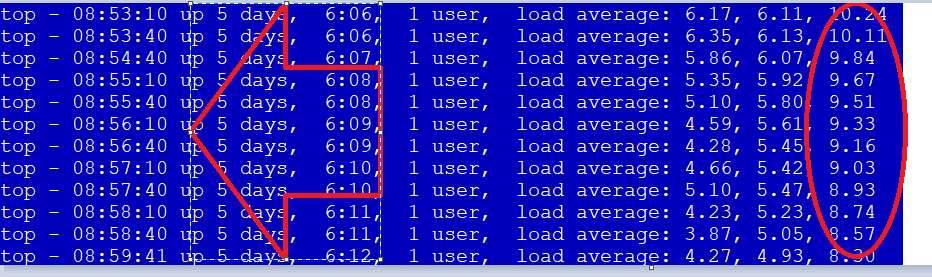 top - 08:53:10 up 5 days,  6:06,  1 user,  load average: 6.17, 6.11, 10.24
top - 08:53:40 up 5 days,  6:06,  1 user,  load average: 6.35, 6.13, 10.11
top - 08:54:40 up 5 days,  6:07,  1 user,  load average: 5.86, 6.07, 9.84
top - 08:55:10 up 5 days,  6:08,  1 user,  load average: 5.35, 5.92, 9.67
top - 08:55:40 up 5 days,  6:08,  1 user,  load average: 5.10, 5.80, 9.51
top - 08:56:10 up 5 days,  6:09,  1 user,  load average: 4.59, 5.61, 9.33
top - 08:56:40 up 5 days,  6:09,  1 user,  load average: 4.28, 5.45, 9.16
top - 08:57:10 up 5 days,  6:10,  1 user,  load average: 4.66, 5.42, 9.03
top - 08:57:40 up 5 days,  6:10,  1 user,  load average: 5.10, 5.47, 8.93
top - 08:58:10 up 5 days,  6:11,  1 user,  load average: 4.23, 5.23, 8.74
top - 08:58:40 up 5 days,  6:11,  1 user,  load average: 3.87, 5.05, 8.57
top - 08:59:41 up 5 days,  6:12,  1 user,  load average: 4.27, 4.93, 8.30